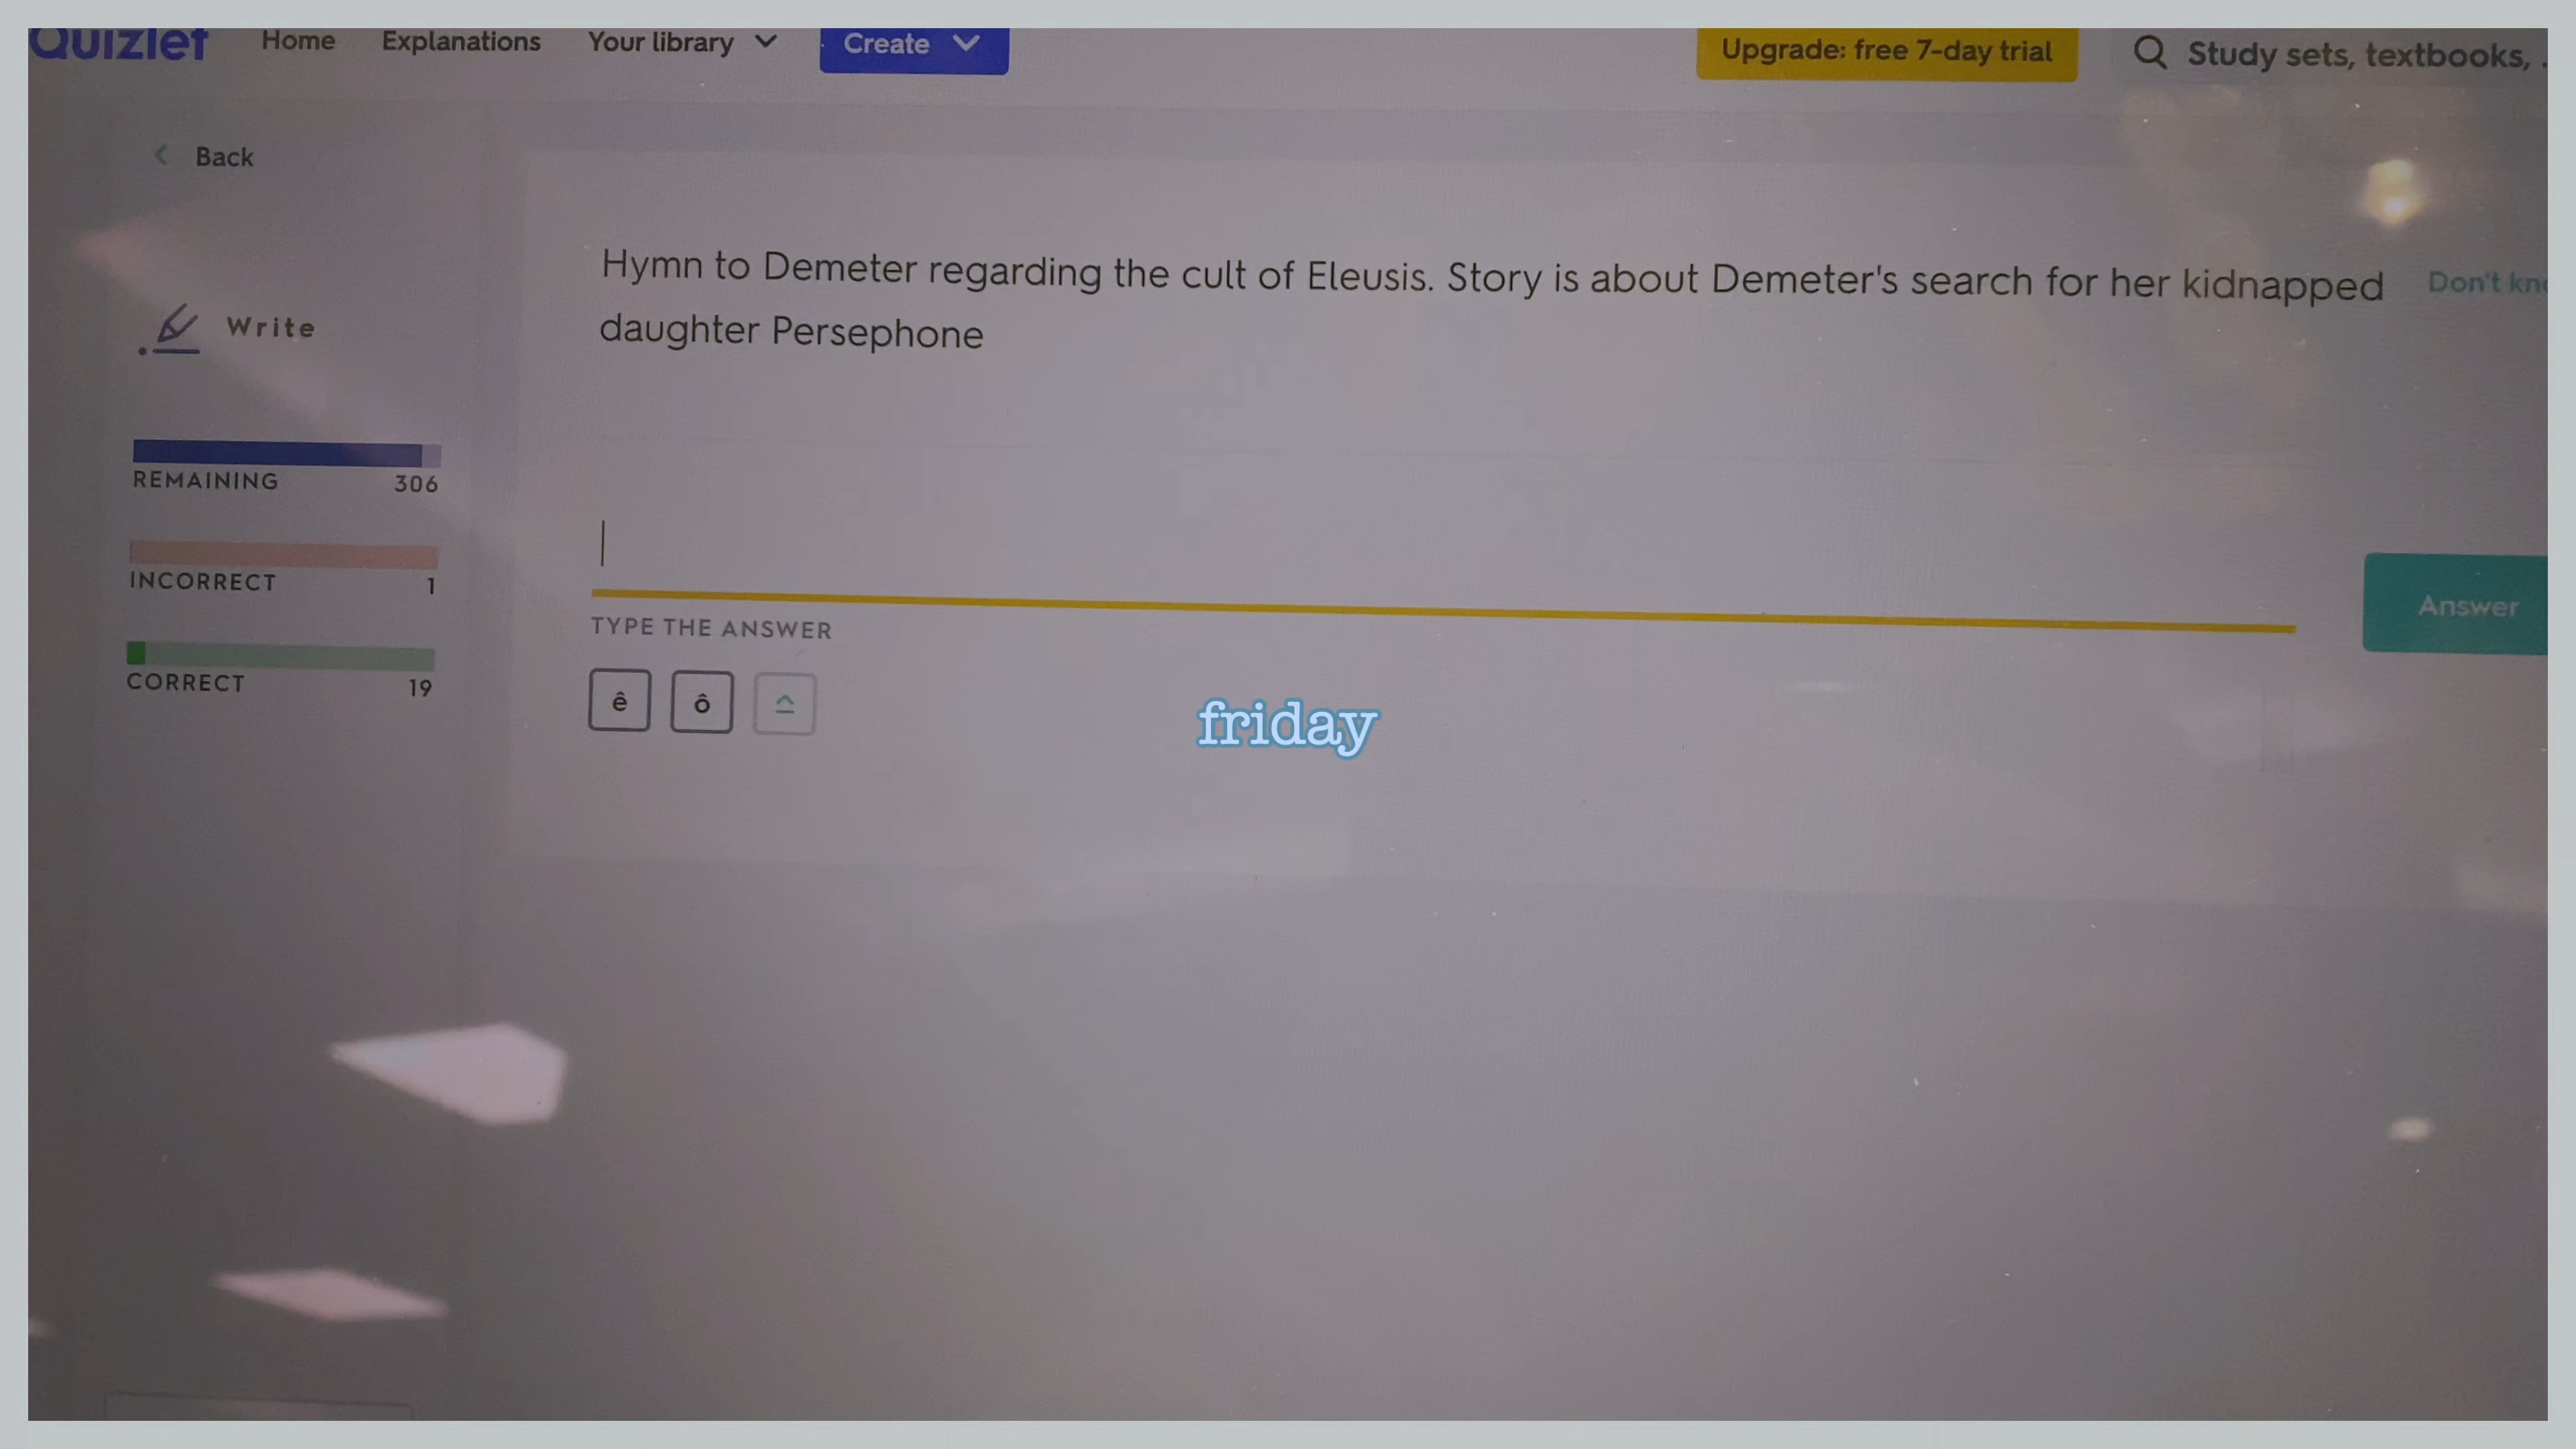 Quizlet
Home
Explanations
Your library
Create
Upgrade: free 7-day trial
Study sets, textbooks, .
Back
Hymn to Demeter regarding the cult of Eleusis. Story is about Demeter's search for her kidnapped
daughter Persephone
Don't kno
Write
REMAINING 306
INCORRECT 1
CORRECT 19
TYPE THE ANSWER
Answer
ê ô
friday